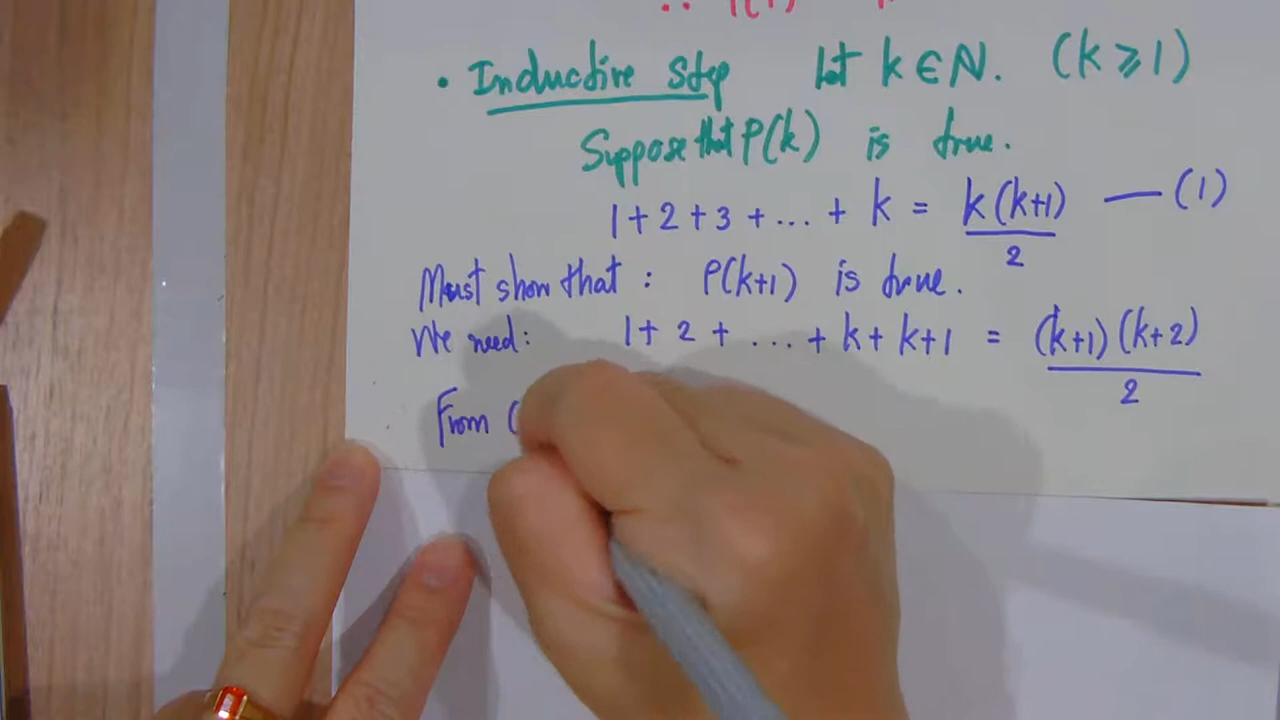 • Inductive Step Let k ∈ N. (k ⩾ 1)
Suppose that P(k) is true.
1 + 2 + 3 + ... + k = k(k+1)/2 — (1)
Must show that : P(k+1) is true.
We need: 1 + 2 + ... + k + k+1 = (k+1)(k+2)/2
From (